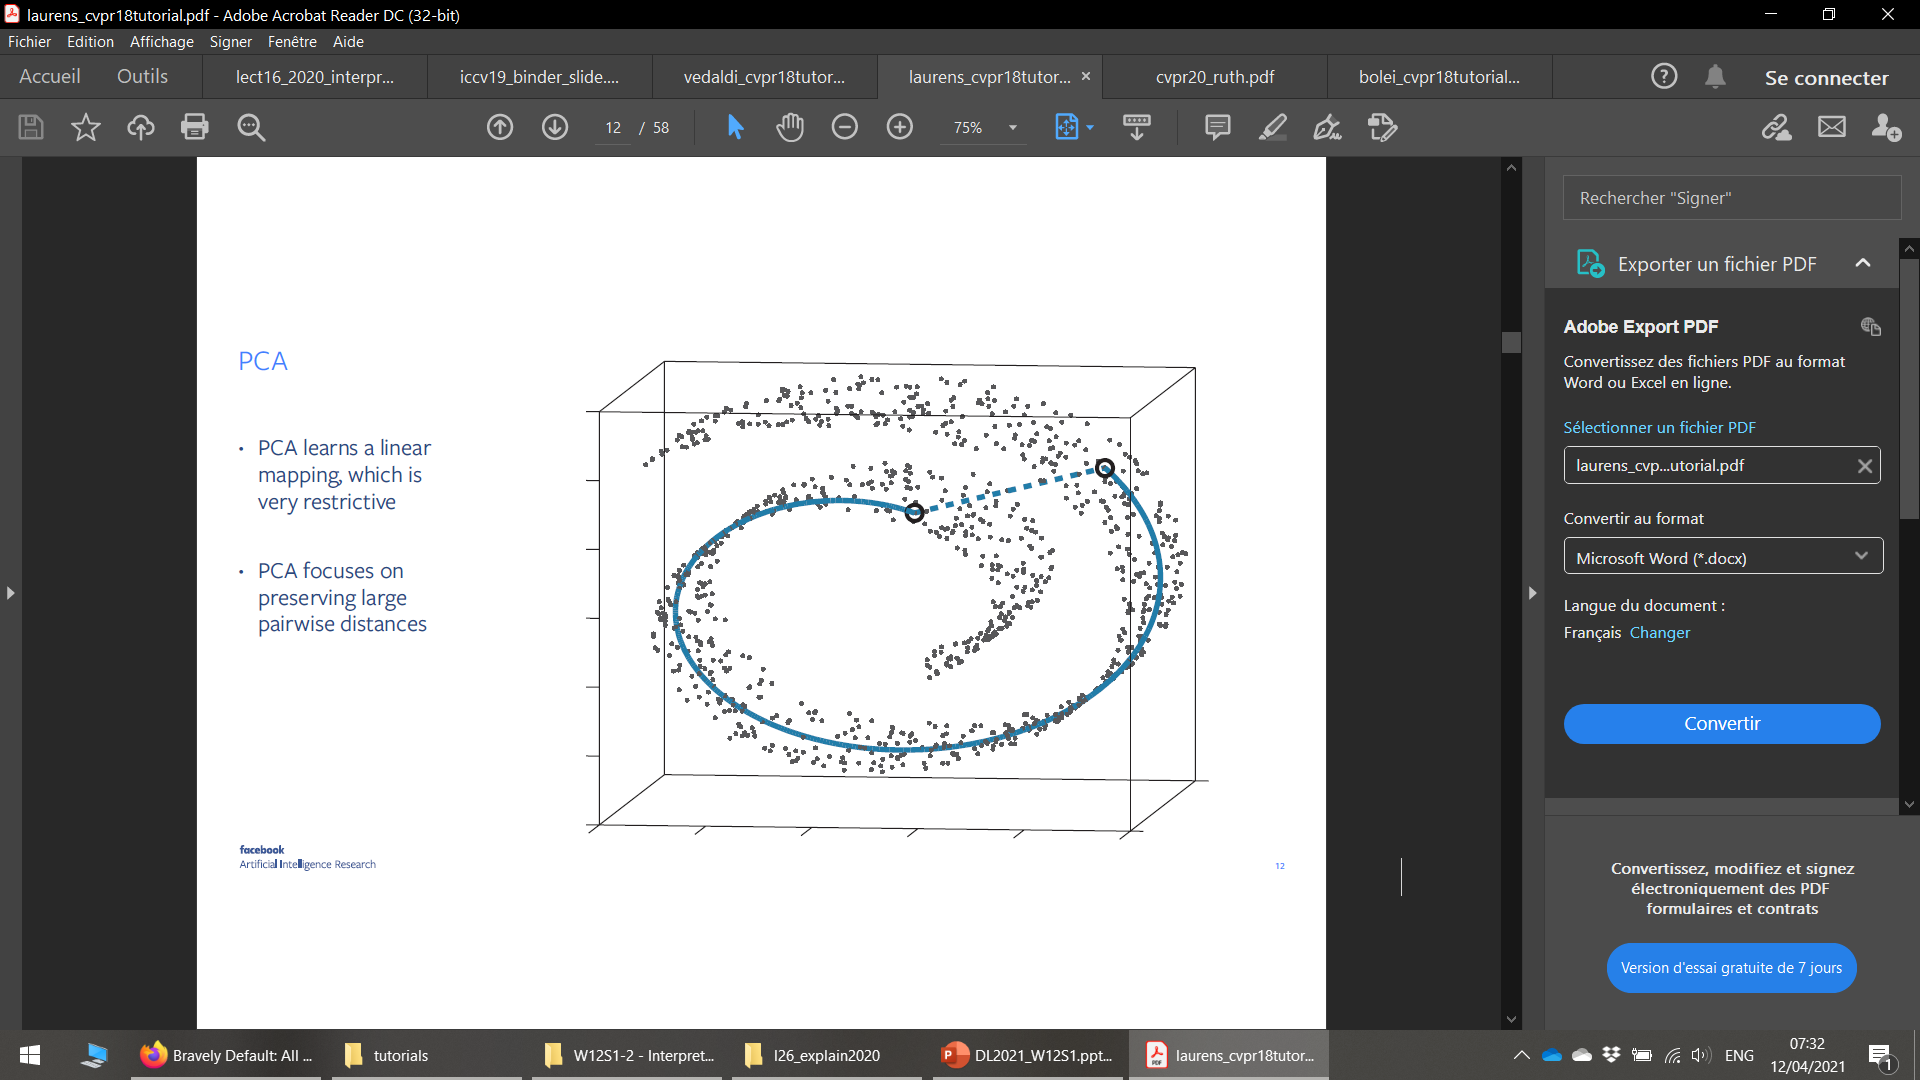 laurens_cvpr18tutorial.pdf - Adobe Acrobat Reader DC (32-bit)
Fichier Edition Affichage Signer Fenêtre Aide
Accueil Outils lect16_2020_interpr... iccv19_binder_slide.... vedaldi_cvpr18tutor... laurens_cvpr18tutor... cvpr20_ruth.pdf bolei_cvpr18tutorial... Se connecter
12 / 58 75%
PCA
• PCA learns a linear
mapping, which is
very restrictive
• PCA focuses on
preserving large
pairwise distances
facebook
Artificial Intelligence Research
12
Rechercher "Signer"
Exporter un fichier PDF
Adobe Export PDF
Convertissez des fichiers PDF au format
Word ou Excel en ligne.
Sélectionner un fichier PDF
laurens_cvp...utorial.pdf
Convertir au format
Microsoft Word (*.docx)
Langue du document :
Français Changer
Convertir
Convertissez, modifiez et signez
électroniquement des PDF
formulaires et contrats
Version d'essai gratuite de 7 jours
Bravely Default: All ... tutorials W12S1-2 - Interpret... l26_explain2020 DL2021_W12S1.ppt... laurens_cvpr18tutor... ENG 07:32
12/04/2021
1